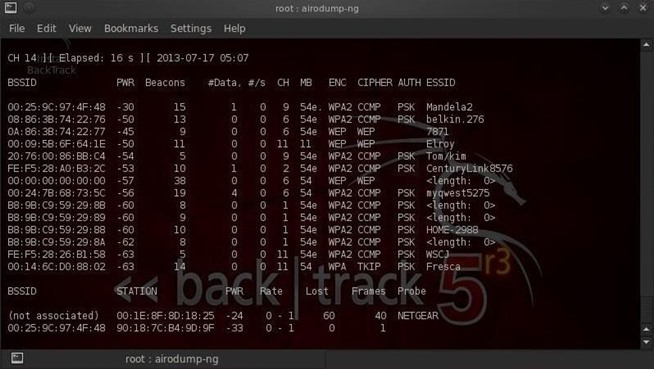 root : airodump-ng
File Edit View Bookmarks Settings Help
CH 14 ][ Elapsed: 16 s ][ 2013-07-17 05:07
BackTrack
BSSID PWR Beacons #Data, #/s CH MB ENC CIPHER AUTH ESSID
00:25:9C:97:4F:48 -30 15 1 0 9 54e. WPA2 CCMP PSK Mandela2
08:86:3B:74:22:76 -50 13 0 0 6 54e WPA2 CCMP PSK belkin.276
0A:86:3B:74:22:77 -45 9 0 0 6 54e WEP WEP 7871
00:09:5B:6F:64:1E -50 11 0 0 11 11 WEP WEP Elroy
20:76:00:86:BB:C4 -54 5 0 0 9 54e WPA2 CCMP PSK Tom/kim
FE:F5:28:A0:B3:2C -53 10 1 0 2 54e WPA2 CCMP PSK CenturyLink8576
00:00:00:00:00:00 -57 38 0 0 6 54 WEP WEP <length: 0>
00:24:7B:68:73:5C -56 19 4 0 6 54 WPA2 CCMP PSK myqwest5275
B8:9B:C9:59:29:8B -60 8 0 0 1 54e WPA2 CCMP PSK <length: 0>
B8:9B:C9:59:29:89 -60 9 0 0 1 54e WPA2 CCMP PSK <length: 0>
B8:9B:C9:59:29:88 -60 10 0 0 1 54e WPA2 CCMP PSK HOME-2988
B8:9B:C9:59:29:8A -62 8 0 0 1 54e WPA2 CCMP <length: 0>
FE:F5:28:26:B1:58 -63 5 0 0 11 54e WPA2 CCMP PSK WSCJ
00:14:6C:D0:88:02 -63 14 0 0 11 54 WPA TKIP PSK Fresca
<< back | track 5 r3
BSSID STATION PWR Rate Lost Frames Probe
(not associated) 00:1E:8F:8D:18:25 -24 0 - 1 60 40 NETGEAR
00:25:9C:97:4F:48 90:18:7C:B4:9D:9F -33 0 - 1 0 1
root : airodump-ng